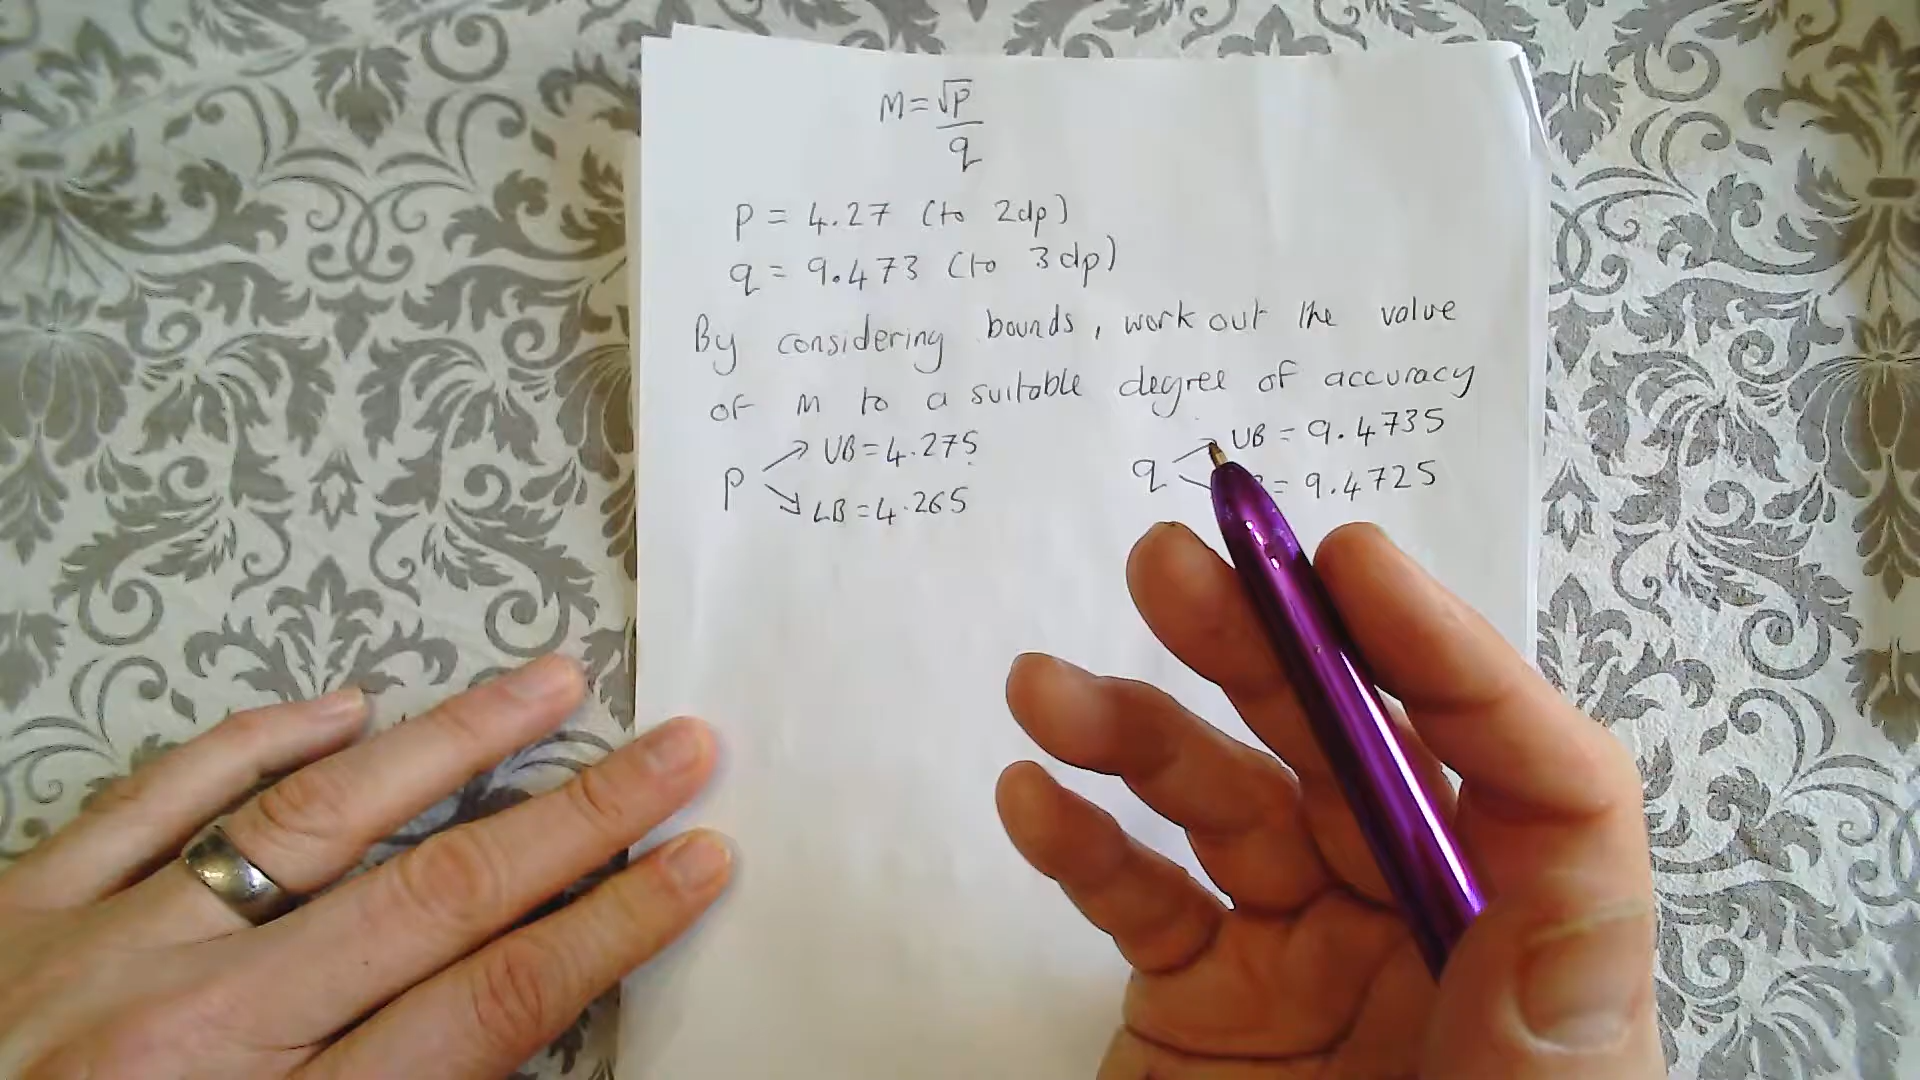 M = √p
q
p = 4.27 (to 2dp)
q = 9.473 (to 3dp)
By considering bounds, work out the value
of M to a suitable degree of accuracy
UB = 4.275
p
LB = 4.265
UB = 9.4735
q
= 9.4725